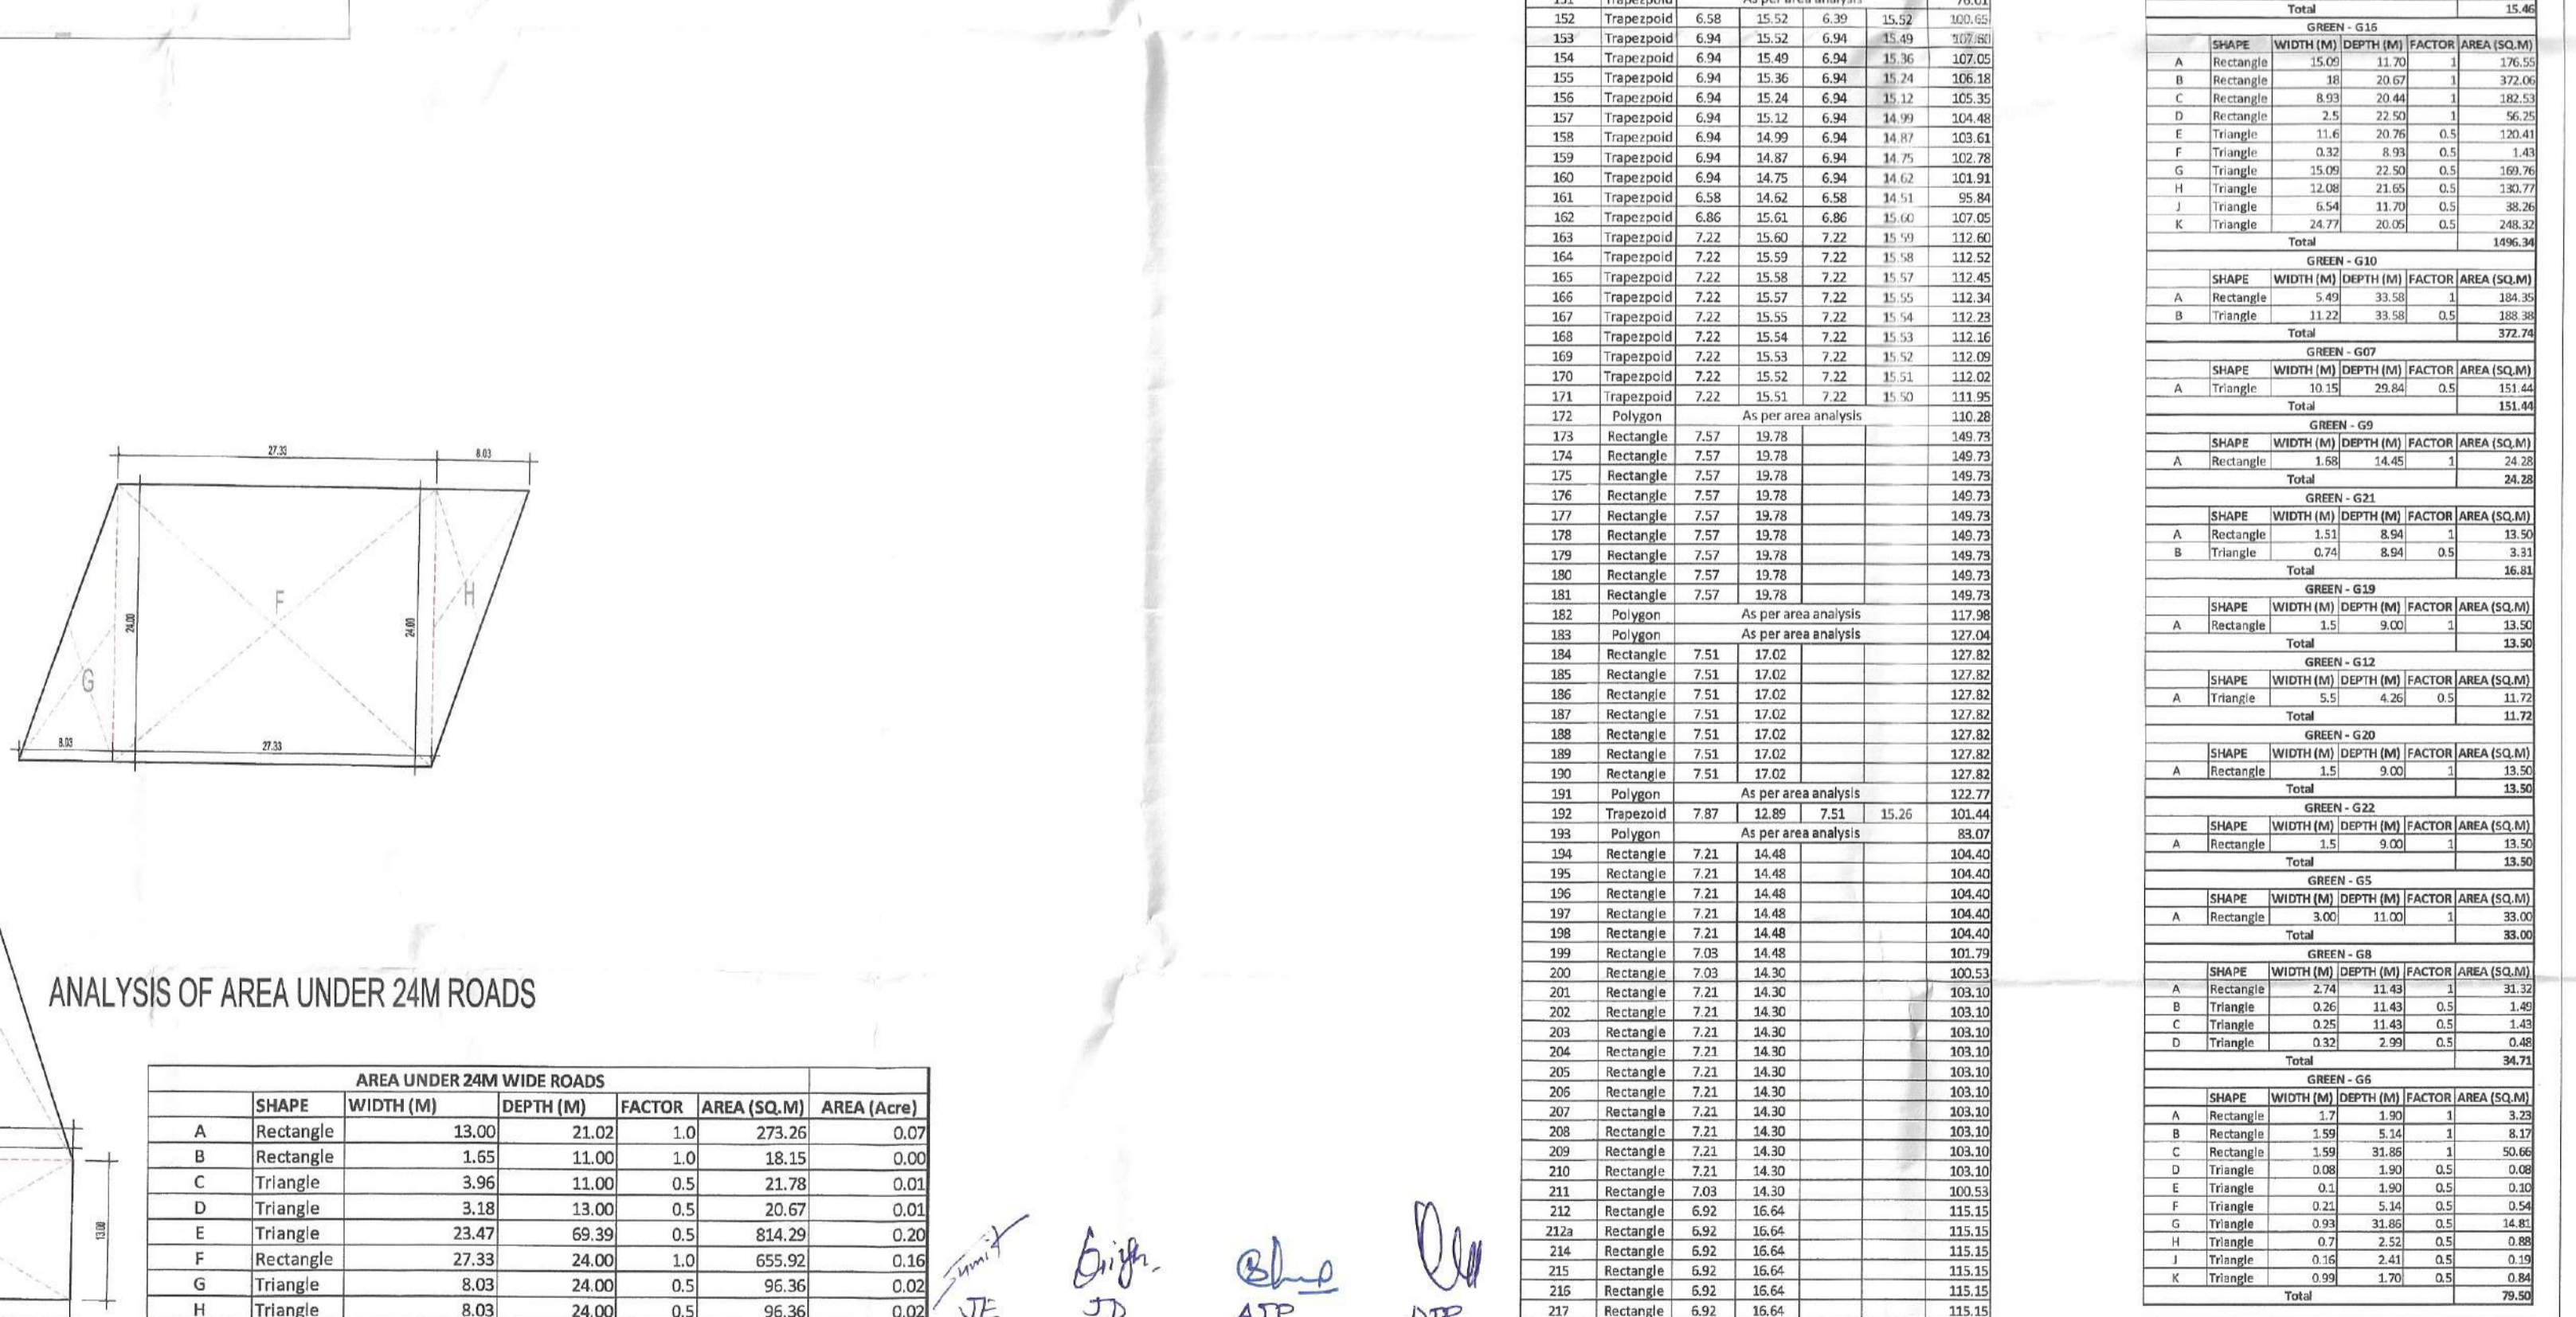 27.33 8.03
F
H
24.00
24.00
G
8.03 27.33
ANALYSIS OF AREA UNDER 24M ROADS
13.00
AREA UNDER 24M WIDE ROADS
SHAPE WIDTH (M) DEPTH (M) FACTOR AREA (SQ.M) AREA (Acre)
A Rectangle 13.00 21.02 1.0 273.26 0.07
B Rectangle 1.65 11.00 1.0 18.15 0.00
C Triangle 3.96 11.00 0.5 21.78 0.01
D Triangle 3.18 13.00 0.5 20.67 0.01
E Triangle 23.47 69.39 0.5 814.29 0.20
F Rectangle 27.33 24.00 1.0 655.92 0.16
G Triangle 8.03 24.00 0.5 96.36 0.02
H Triangle 8.03 24.00 0.5 96.36 0.02
Sumit
JE JD ATP DTP
152 Trapezpoid 6.58 15.52 6.39 15.52 100.65
153 Trapezpoid 6.94 15.52 6.94 15.49 107.60
154 Trapezpoid 6.94 15.49 6.94 15.36 107.05
155 Trapezpoid 6.94 15.36 6.94 15.24 106.18
156 Trapezpoid 6.94 15.24 6.94 15.12 105.35
157 Trapezpoid 6.94 15.12 6.94 14.99 104.48
158 Trapezpoid 6.94 14.99 6.94 14.87 103.61
159 Trapezpoid 6.94 14.87 6.94 14.75 102.78
160 Trapezpoid 6.94 14.75 6.94 14.62 101.91
161 Trapezpoid 6.58 14.62 6.58 14.51 95.84
162 Trapezpoid 6.86 15.61 6.86 15.60 107.05
163 Trapezpoid 7.22 15.60 7.22 15.59 112.60
164 Trapezpoid 7.22 15.59 7.22 15.58 112.52
165 Trapezpoid 7.22 15.58 7.22 15.57 112.45
166 Trapezpoid 7.22 15.57 7.22 15.55 112.34
167 Trapezpoid 7.22 15.55 7.22 15.54 112.23
168 Trapezpoid 7.22 15.54 7.22 15.53 112.16
169 Trapezpoid 7.22 15.53 7.22 15.52 112.09
170 Trapezpoid 7.22 15.52 7.22 15.51 112.02
171 Trapezpoid 7.22 15.51 7.22 15.50 111.95
172 Polygon As per area analysis 110.28
173 Rectangle 7.57 19.78 149.73
174 Rectangle 7.57 19.78 149.73
175 Rectangle 7.57 19.78 149.73
176 Rectangle 7.57 19.78 149.73
177 Rectangle 7.57 19.78 149.73
178 Rectangle 7.57 19.78 149.73
179 Rectangle 7.57 19.78 149.73
180 Rectangle 7.57 19.78 149.73
181 Rectangle 7.57 19.78 149.73
182 Polygon As per area analysis 117.98
183 Polygon As per area analysis 127.04
184 Rectangle 7.51 17.02 127.82
185 Rectangle 7.51 17.02 127.82
186 Rectangle 7.51 17.02 127.82
187 Rectangle 7.51 17.02 127.82
188 Rectangle 7.51 17.02 127.82
189 Rectangle 7.51 17.02 127.82
190 Rectangle 7.51 17.02 127.82
191 Polygon As per area analysis 122.77
192 Trapezoid 7.87 12.89 7.51 15.26 101.44
193 Polygon As per area analysis 83.07
194 Rectangle 7.21 14.48 104.40
195 Rectangle 7.21 14.48 104.40
196 Rectangle 7.21 14.48 104.40
197 Rectangle 7.21 14.48 104.40
198 Rectangle 7.21 14.48 104.40
199 Rectangle 7.03 14.48 101.79
200 Rectangle 7.03 14.30 100.53
201 Rectangle 7.21 14.30 103.10
202 Rectangle 7.21 14.30 103.10
203 Rectangle 7.21 14.30 103.10
204 Rectangle 7.21 14.30 103.10
205 Rectangle 7.21 14.30 103.10
206 Rectangle 7.21 14.30 103.10
207 Rectangle 7.21 14.30 103.10
208 Rectangle 7.21 14.30 103.10
209 Rectangle 7.21 14.30 103.10
210 Rectangle 7.21 14.30 103.10
211 Rectangle 7.03 14.30 100.53
212 Rectangle 6.92 16.64 115.15
212a Rectangle 6.92 16.64 115.15
214 Rectangle 6.92 16.64 115.15
215 Rectangle 6.92 16.64 115.15
216 Rectangle 6.92 16.64 115.15
217 Rectangle 6.92 16.64 115.15
Total 15.46
GREEN - G16
SHAPE WIDTH (M) DEPTH (M) FACTOR AREA (SQ.M)
A Rectangle 15.09 11.70 1 176.55
B Rectangle 18 20.67 1 372.06
C Rectangle 8.93 20.44 1 182.53
D Rectangle 2.5 22.50 1 56.25
E Triangle 11.6 20.76 0.5 120.41
F Triangle 0.32 8.93 0.5 1.43
G Triangle 15.09 22.50 0.5 169.76
H Triangle 12.08 21.65 0.5 130.77
J Triangle 6.54 11.70 0.5 38.26
K Triangle 24.77 20.05 0.5 248.32
Total 1496.34
GREEN - G10
SHAPE WIDTH (M) DEPTH (M) FACTOR AREA (SQ.M)
A Rectangle 5.49 33.58 1 184.35
B Triangle 11.22 33.58 0.5 188.38
Total 372.74
GREEN - G07
SHAPE WIDTH (M) DEPTH (M) FACTOR AREA (SQ.M)
A Triangle 10.15 29.84 0.5 151.44
Total 151.44
GREEN - G9
SHAPE WIDTH (M) DEPTH (M) FACTOR AREA (SQ.M)
A Rectangle 1.68 14.45 1 24.28
Total 24.28
GREEN - G21
SHAPE WIDTH (M) DEPTH (M) FACTOR AREA (SQ.M)
A Rectangle 1.51 8.94 1 13.50
B Triangle 0.74 8.94 0.5 3.31
Total 16.81
GREEN - G19
SHAPE WIDTH (M) DEPTH (M) FACTOR AREA (SQ.M)
A Rectangle 1.5 9.00 1 13.50
Total 13.50
GREEN - G12
SHAPE WIDTH (M) DEPTH (M) FACTOR AREA (SQ.M)
A Triangle 5.5 4.26 0.5 11.72
Total 11.72
GREEN - G20
SHAPE WIDTH (M) DEPTH (M) FACTOR AREA (SQ.M)
A Rectangle 1.5 9.00 1 13.50
Total 13.50
GREEN - G22
SHAPE WIDTH (M) DEPTH (M) FACTOR AREA (SQ.M)
A Rectangle 1.5 9.00 1 13.50
Total 13.50
GREEN - G5
SHAPE WIDTH (M) DEPTH (M) FACTOR AREA (SQ.M)
A Rectangle 3.00 11.00 1 33.00
Total 33.00
GREEN - G8
SHAPE WIDTH (M) DEPTH (M) FACTOR AREA (SQ.M)
A Rectangle 2.74 11.43 1 31.32
B Triangle 0.26 11.43 0.5 1.49
C Triangle 0.25 11.43 0.5 1.43
D Triangle 0.32 2.99 0.5 0.48
Total 34.71
GREEN - G6
SHAPE WIDTH (M) DEPTH (M) FACTOR AREA (SQ.M)
A Rectangle 1.7 1.90 1 3.23
B Rectangle 1.59 5.14 1 8.17
C Rectangle 1.59 31.86 1 50.66
D Triangle 0.08 1.90 0.5 0.08
E Triangle 0.1 1.90 0.5 0.10
F Triangle 0.21 5.14 0.5 0.54
G Triangle 0.93 31.86 0.5 14.81
H Triangle 0.7 2.52 0.5 0.88
J Triangle 0.16 2.41 0.5 0.19
K Triangle 0.99 1.70 0.5 0.84
Total 79.50